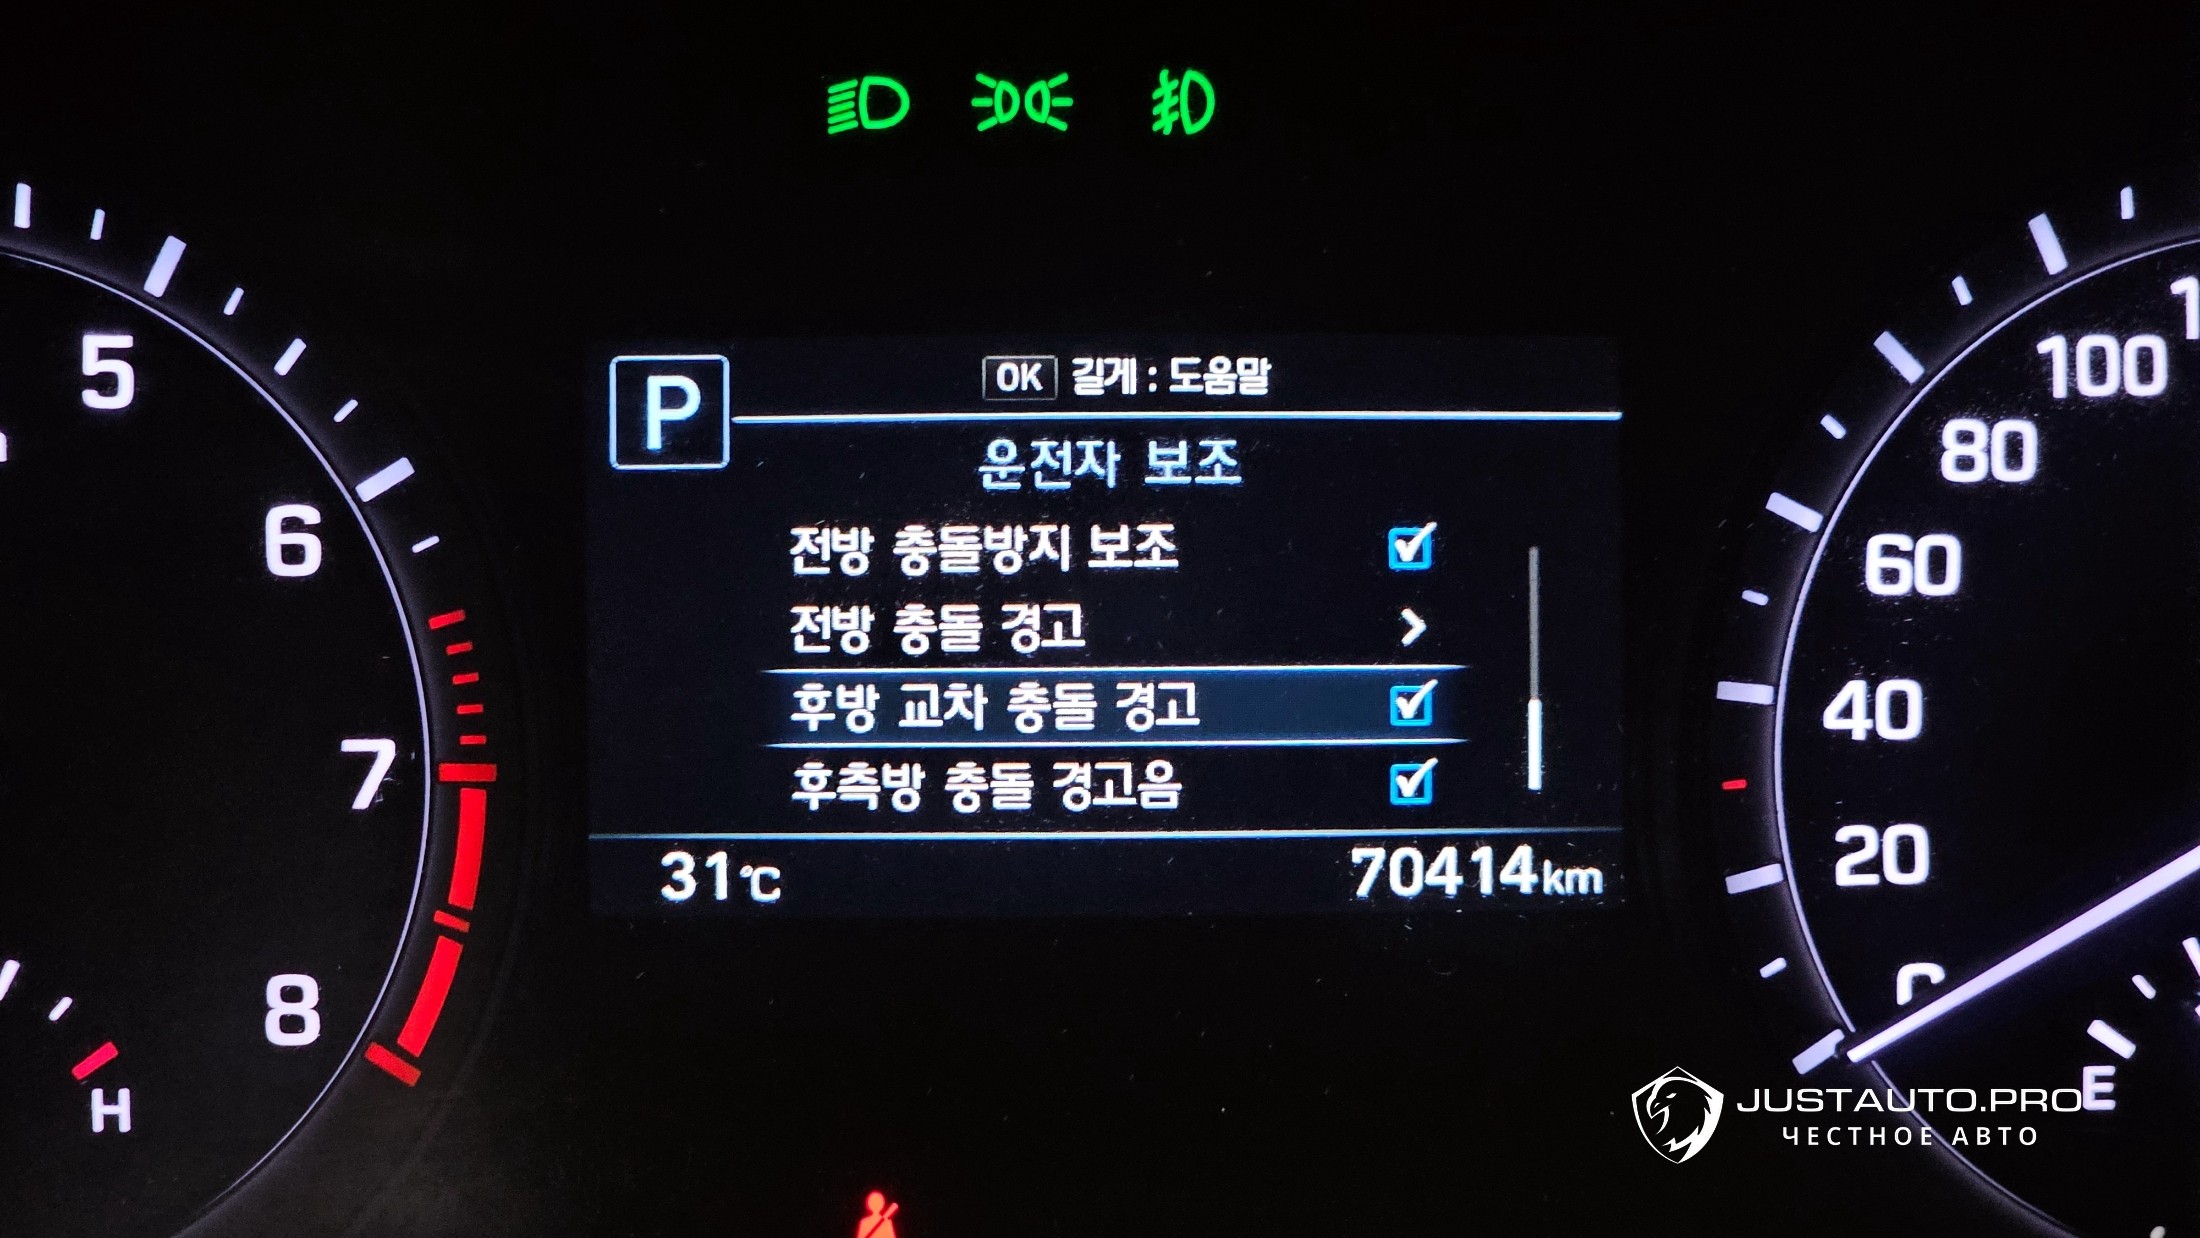 P
OK 길게 : 도움말
운전자 보조
전방 충돌방지 보조
전방 충돌 경고
후방 교차 충돌 경고
후측방 충돌 경고음
31°C
70414km
5
6
7
8
H
100
80
60
40
20
0
E
JUSTAUTO.PRO
ЧЕСТНОЕ АВТО